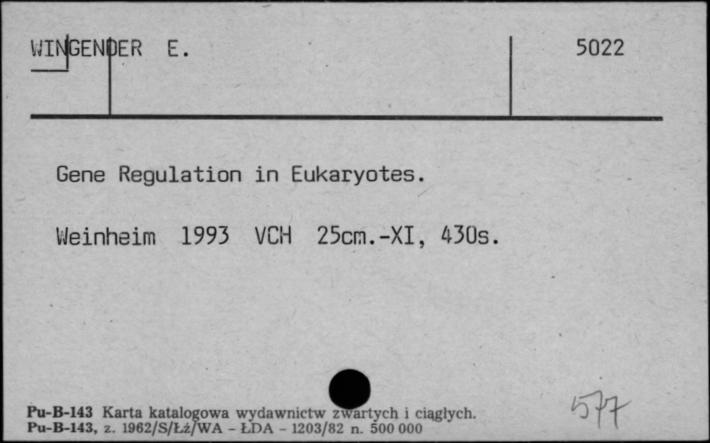 WINGENDER E. 5022
Gene Regulation in Eukaryotes.
Weinheim 1993 VCH 25cm.-XI, 430s.
577
Pu-B-143 Karta katalogowa wydawnictw zwartych i ciągłych.
Pu-B-143, z. 1962/S/Łż/WA – ŁDA – 1203/82 n. 500 000